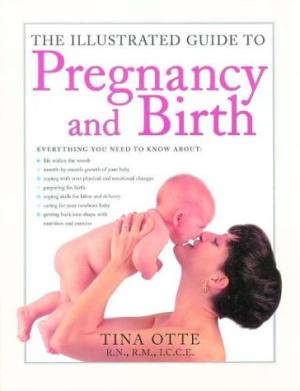 THE ILLUSTRATED GUIDE TO
Pregnancy
and Birth
EVERYTHING YOU NEED TO KNOW ABOUT:
life within the womb
month-by-month growth of your baby
coping with your physical and emotional changes
preparing for birth
coping skills for labor and delivery
caring for your newborn baby
getting back into shape with
nutrition and exercise
TINA OTTE
R.N., R.M., I.C.C.E.